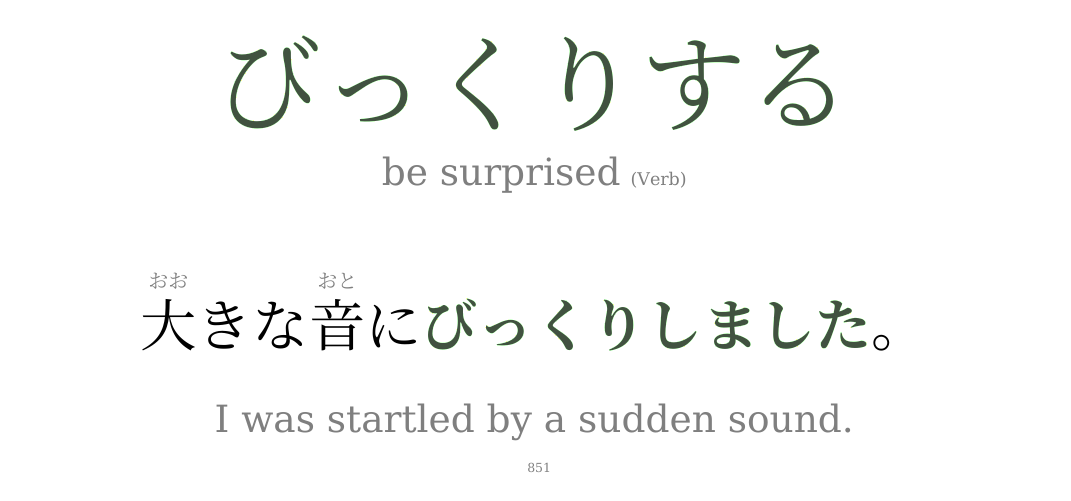 びっくりする
be surprised (Verb)
おお おと
大きな音にびっくりしました。
I was startled by a sudden sound.
851